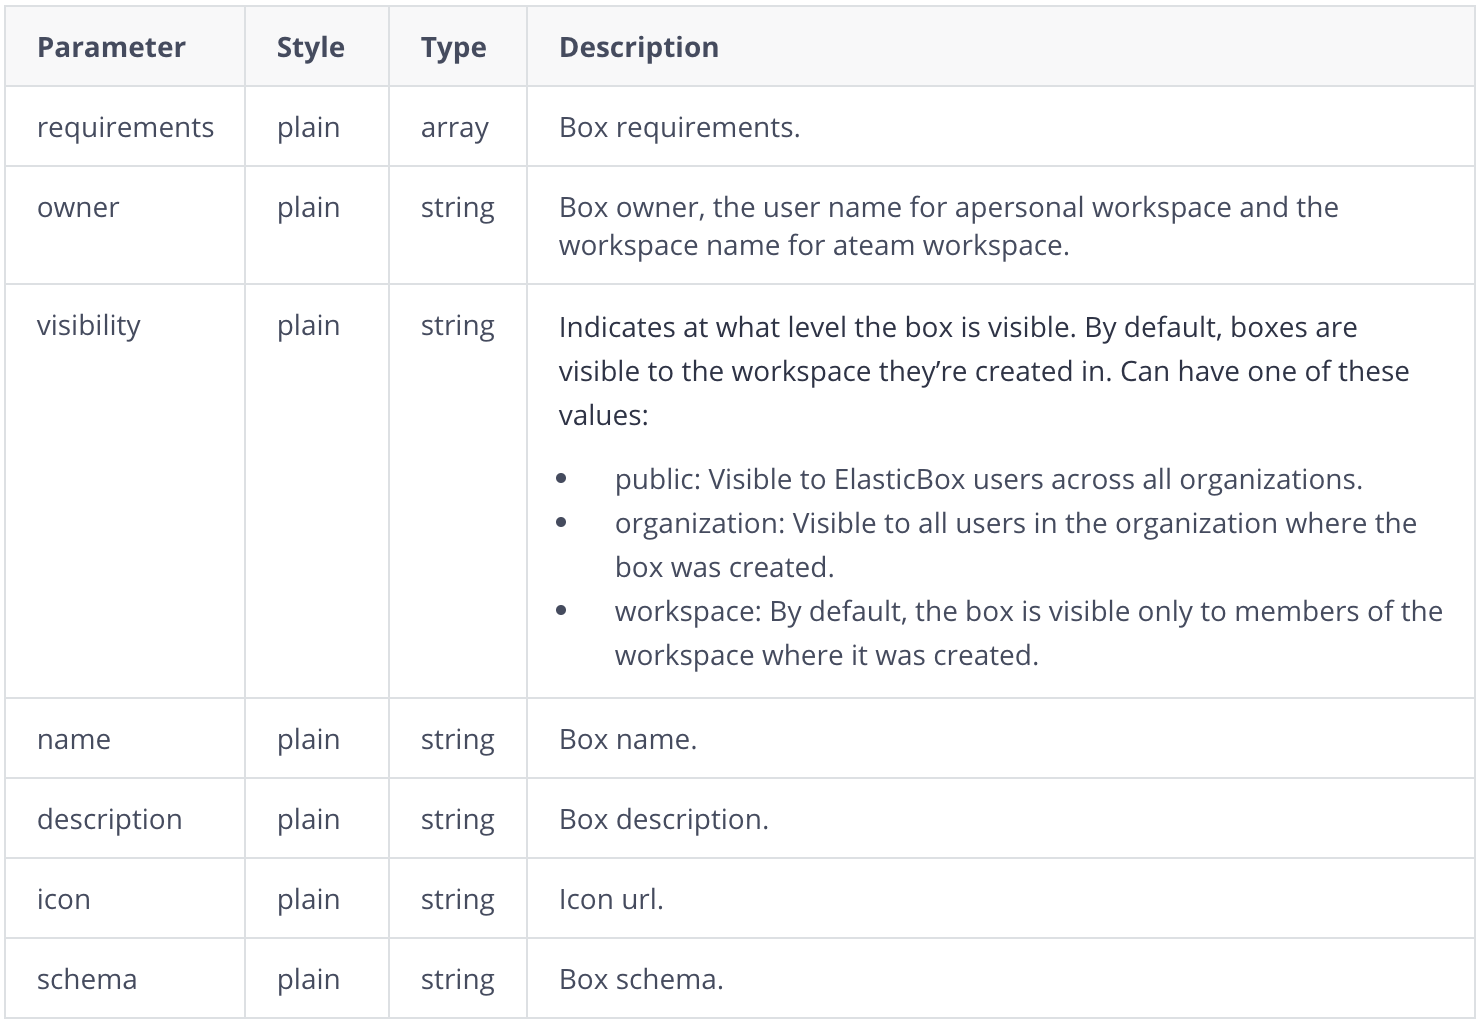 Parameter Style Type Description
requirements plain array Box requirements.
owner plain string Box owner, the user name for apersonal workspace and the
workspace name for ateam workspace.
visibility plain string Indicates at what level the box is visible. By default, boxes are
visible to the workspace they’re created in. Can have one of these
values:
• public: Visible to ElasticBox users across all organizations.
• organization: Visible to all users in the organization where the
box was created.
• workspace: By default, the box is visible only to members of the
workspace where it was created.
name plain string Box name.
description plain string Box description.
icon plain string Icon url.
schema plain string Box schema.